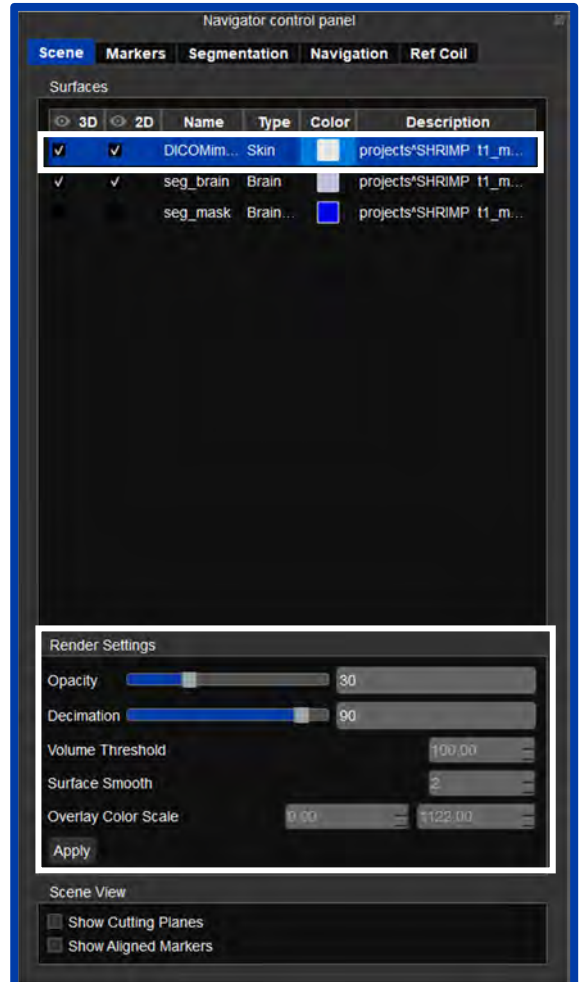 Navigator control panel
Scene Markers Segmentation Navigation Ref Coil
Surfaces
3D 2D Name Type Color Description
DICOMim... Skin projects^SHRIMP t1_m...
seg_brain Brain projects^SHRIMP t1_m...
seg_mask Brain... projects^SHRIMP t1_m...
Render Settings
Opacity 30
Decimation 90
Volume Threshold 100,00
Surface Smooth 2
Overlay Color Scale 0,00 1122,00
Apply
Scene View
Show Cutting Planes
Show Aligned Markers